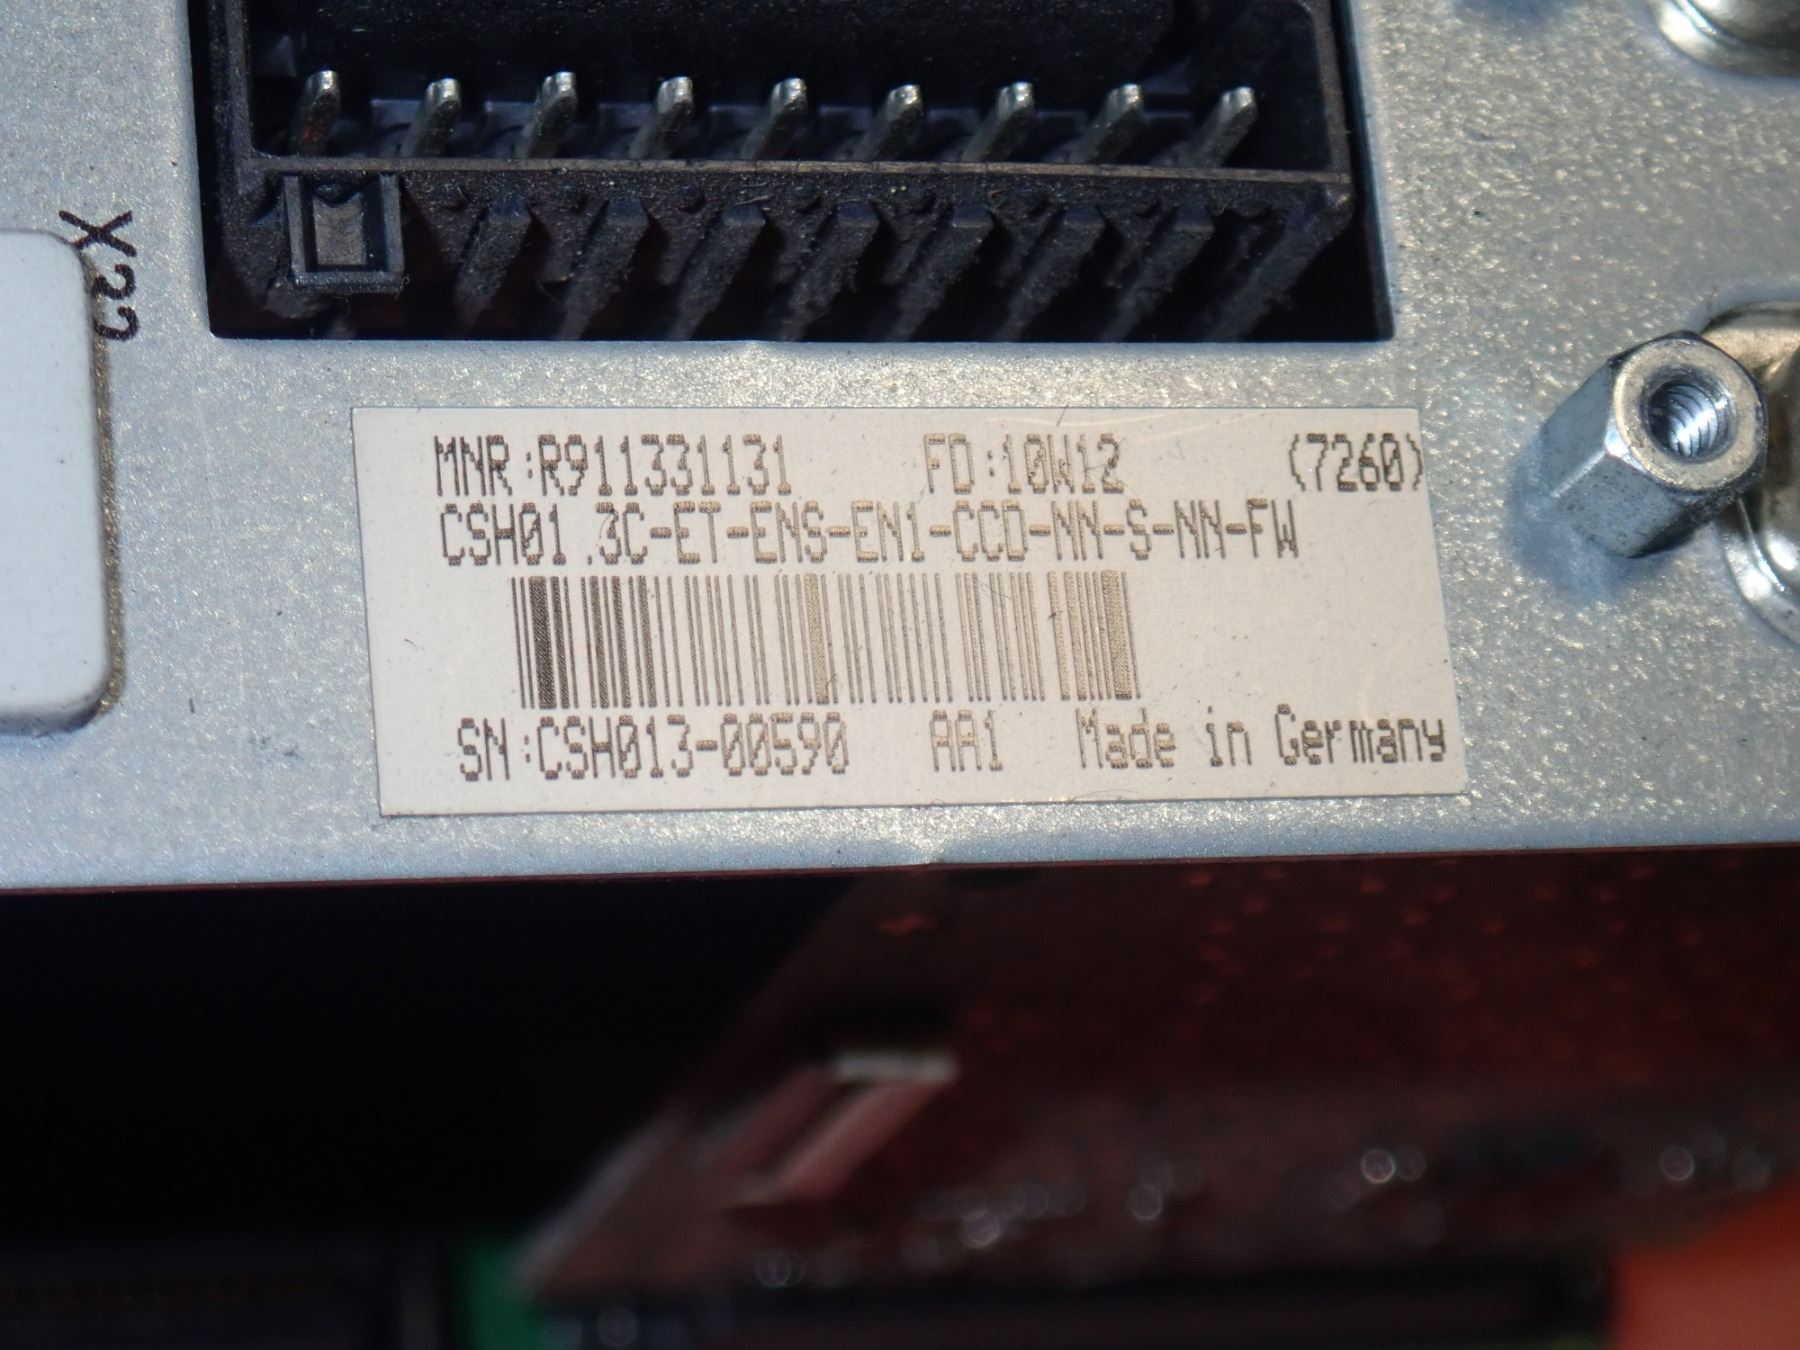 X22
MNR:R911331131 FD:10W12 (7260)
CSH01.3C-ET-ENS-EN1-CCD-NN-S-NN-FW
SN:CSH013-00590 AA1 Made in Germany